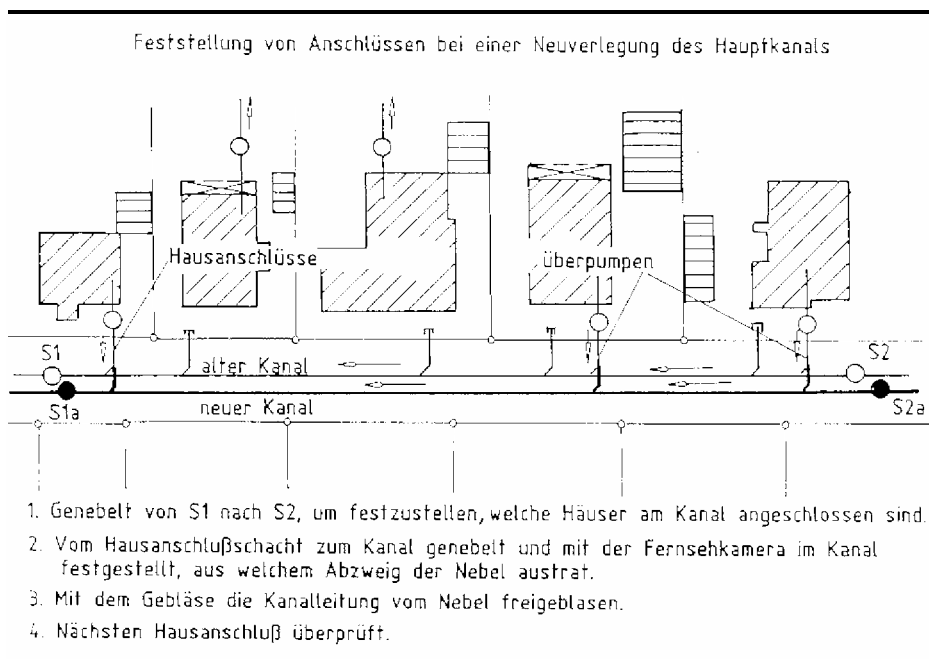 Feststellung von Anschlüssen bei einer Neuverlegung des Hauptkanals
Hausanschlüsse
überpumpen
S1
alter Kanal
S2
S1a
neuer Kanal
S2a
1. Genebelt von S1 nach S2, um festzustellen, welche Häuser am Kanal angeschlossen sind.
2. Vom Hausanschlußschacht zum Kanal genebelt und mit der Fernsehkamera im Kanal
festgestellt, aus welchem Abzweig der Nebel austrat.
3. Mit dem Gebläse die Kanalleitung vom Nebel freigeblasen.
4. Nächsten Hausanschluß überprüft.